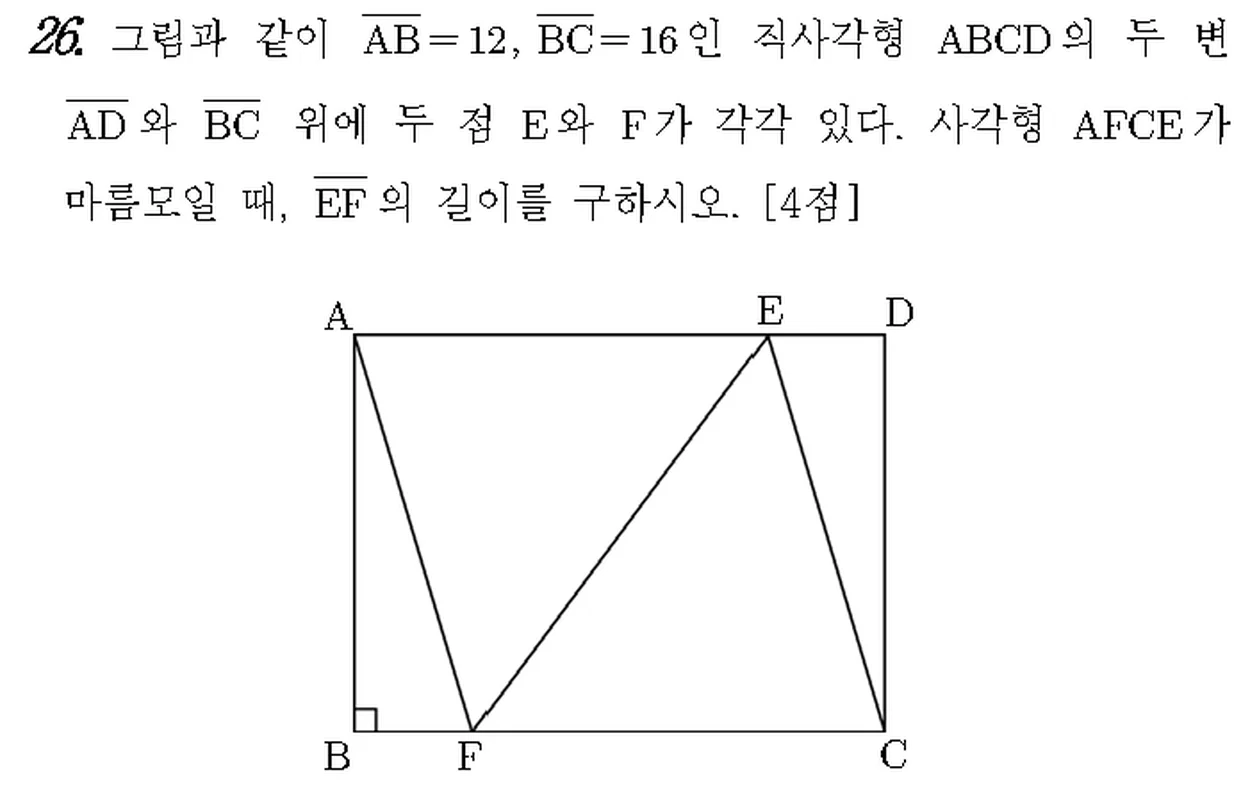 26. 그림과 같이 AB=12, BC=16인 직사각형 ABCD의 두 변
AD와 BC 위에 두 점 E와 F가 각각 있다. 사각형 AFCE가
마름모일 때, EF의 길이를 구하시오. [4점]
A E D
B F C